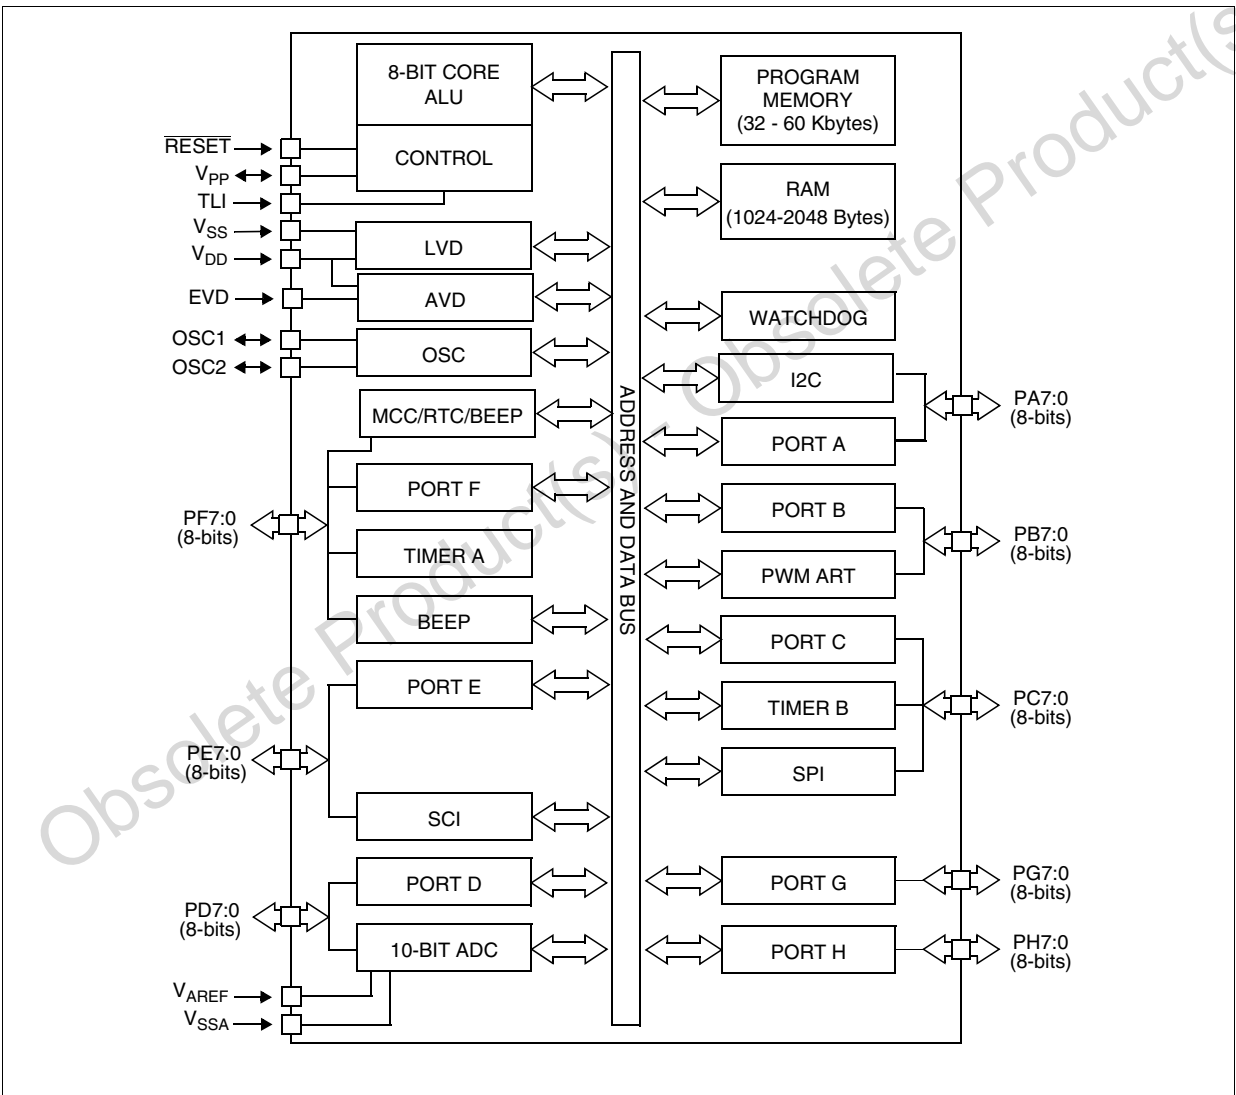 8-BIT CORE
ALU
CONTROL
RESET
VPP
TLI
VSS
VDD
EVD
OSC1
OSC2
LVD
AVD
OSC
MCC/RTC/BEEP
PORT F
TIMER A
BEEP
PF7:0
(8-bits)
PORT E
SCI
PE7:0
(8-bits)
PORT D
10-BIT ADC
PD7:0
(8-bits)
VAREF
VSSA
ADDRESS AND DATA BUS
PROGRAM
MEMORY
(32 - 60 Kbytes)
RAM
(1024-2048 Bytes)
WATCHDOG
I2C
PORT A
PA7:0
(8-bits)
PORT B
PWM ART
PB7:0
(8-bits)
PORT C
TIMER B
SPI
PC7:0
(8-bits)
PORT G
PG7:0
(8-bits)
PORT H
PH7:0
(8-bits)
Obsolete Product(s) - Obsolete Product(s